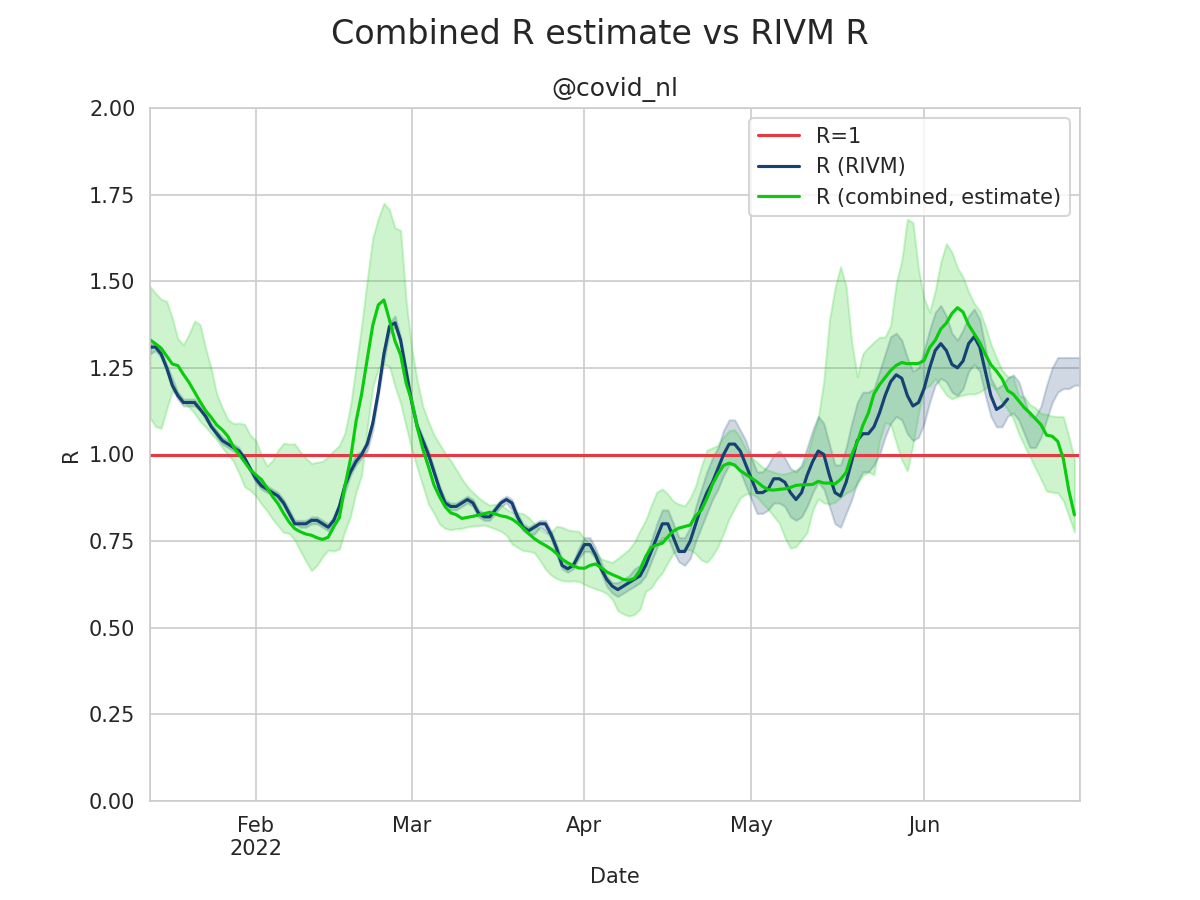 Combined R estimate vs RIVM R
@covid_nl
R=1
R (RIVM)
R (combined, estimate)
2.00
1.75
1.50
1.25
1.00
0.75
0.50
0.25
0.00
R
Feb
2022
Mar
Apr
May
Jun
Date